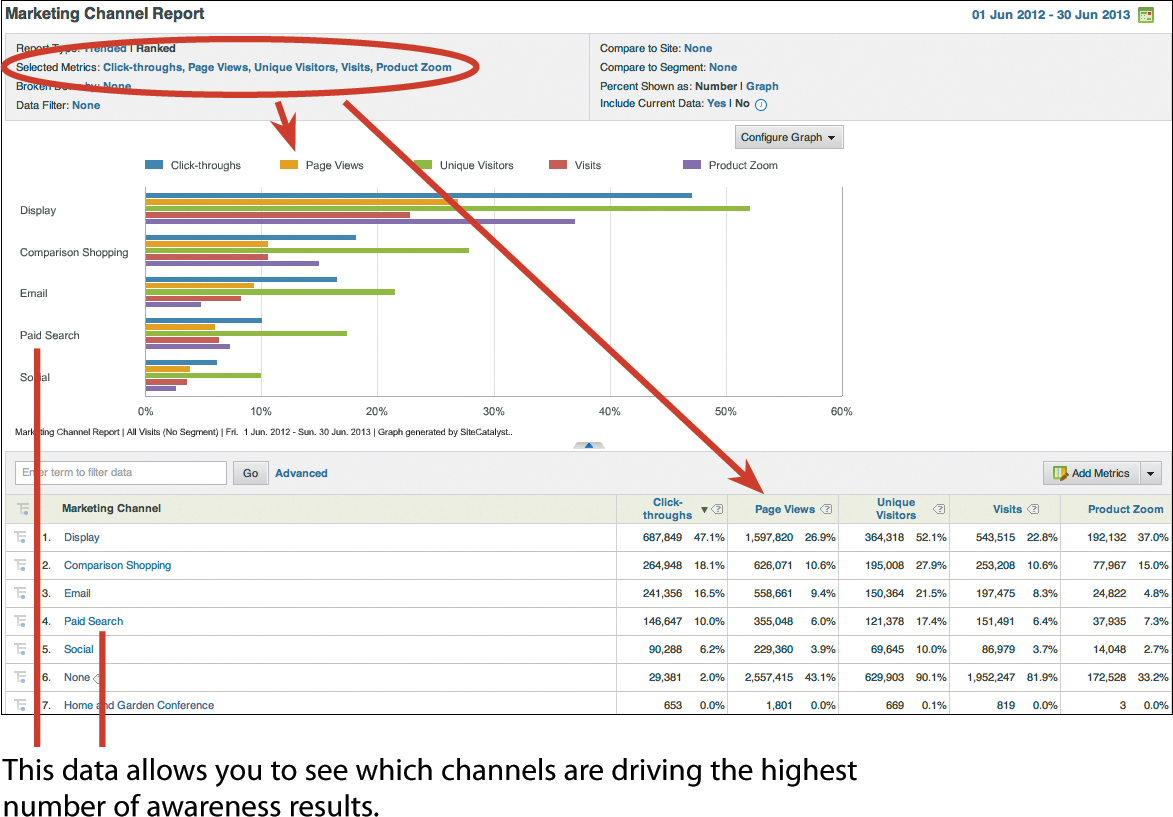 Marketing Channel Report
01 Jun 2012 - 30 Jun 2013
Report Type: Trended | Ranked
Selected Metrics: Click-throughs, Page Views, Unique Visitors, Visits, Product Zoom
Broken Down by: None
Data Filter: None
Compare to Site: None
Compare to Segment: None
Percent Shown as: Number | Graph
Include Current Data: Yes | No
Configure Graph
Click-throughs Page Views Unique Visitors Visits Product Zoom
Display
Comparison Shopping
Email
Paid Search
Social
0% 10% 20% 30% 40% 50% 60%
Marketing Channel Report | All Visits (No Segment) | Fri. 1 Jun. 2012 - Sun. 30 Jun. 2013 | Graph generated by SiteCatalyst..
Enter term to filter data Go Advanced Add Metrics
Marketing Channel Click-throughs Page Views Unique Visitors Visits Product Zoom
1. Display 687,849 47.1% 1,597,820 26.9% 364,318 52.1% 543,515 22.8% 192,132 37.0%
2. Comparison Shopping 264,948 18.1% 626,071 10.6% 195,008 27.9% 253,208 10.6% 77,967 15.0%
3. Email 241,356 16.5% 558,661 9.4% 150,364 21.5% 197,475 8.3% 24,822 4.8%
4. Paid Search 146,647 10.0% 355,048 6.0% 121,378 17.4% 151,491 6.4% 37,935 7.3%
5. Social 90,288 6.2% 229,360 3.9% 69,645 10.0% 86,979 3.7% 14,048 2.7%
6. None 29,381 2.0% 2,557,415 43.1% 629,903 90.1% 1,952,247 81.9% 172,528 33.2%
7. Home and Garden Conference 653 0.0% 1,801 0.0% 669 0.1% 819 0.0% 3 0.0%
This data allows you to see which channels are driving the highest
number of awareness results.